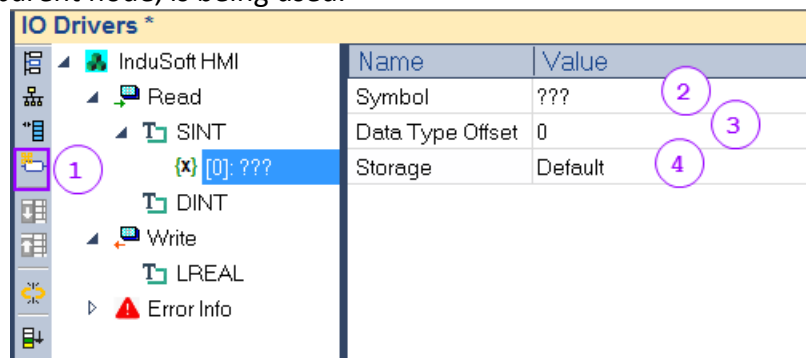 IO Drivers *
InduSoft HMI
Read
SINT
[0]: ???
DINT
Write
LREAL
Error Info
Name Value
Symbol ??? 2
Data Type Offset 0 3
Storage Default 4
1